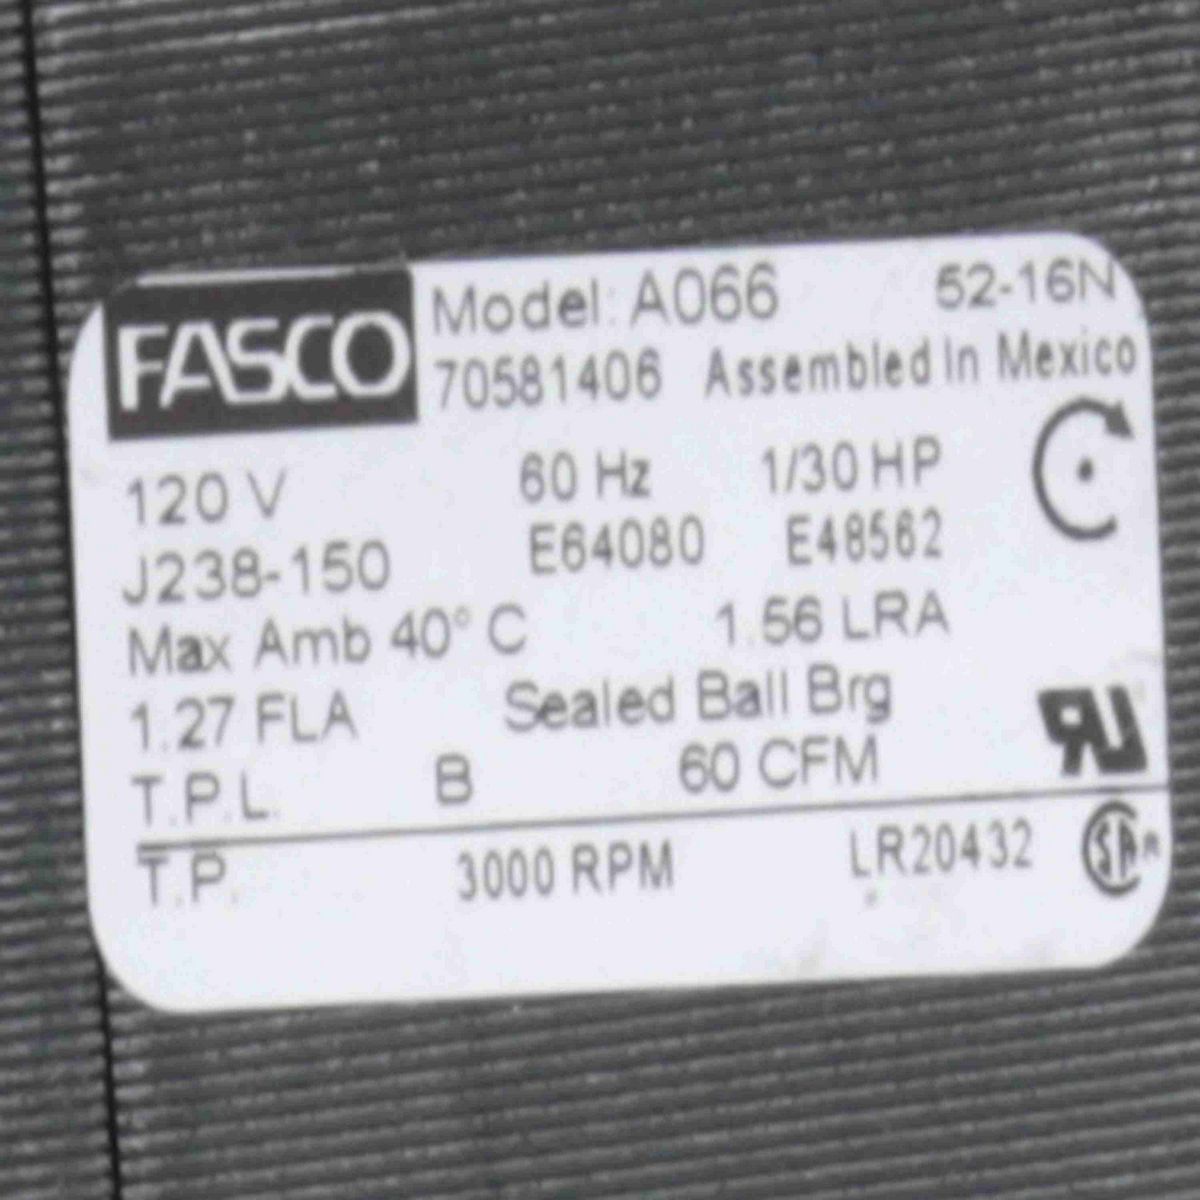 FASCO Model: A066 52-16N
70581406 Assembled In Mexico
120 V 60 Hz 1/30 HP
J238-150 E64080 E48562
Max Amb 40° C 1.56 LRA
1.27 FLA Sealed Ball Brg
T.P.L. B 60 CFM
T.P. 3000 RPM LR20432